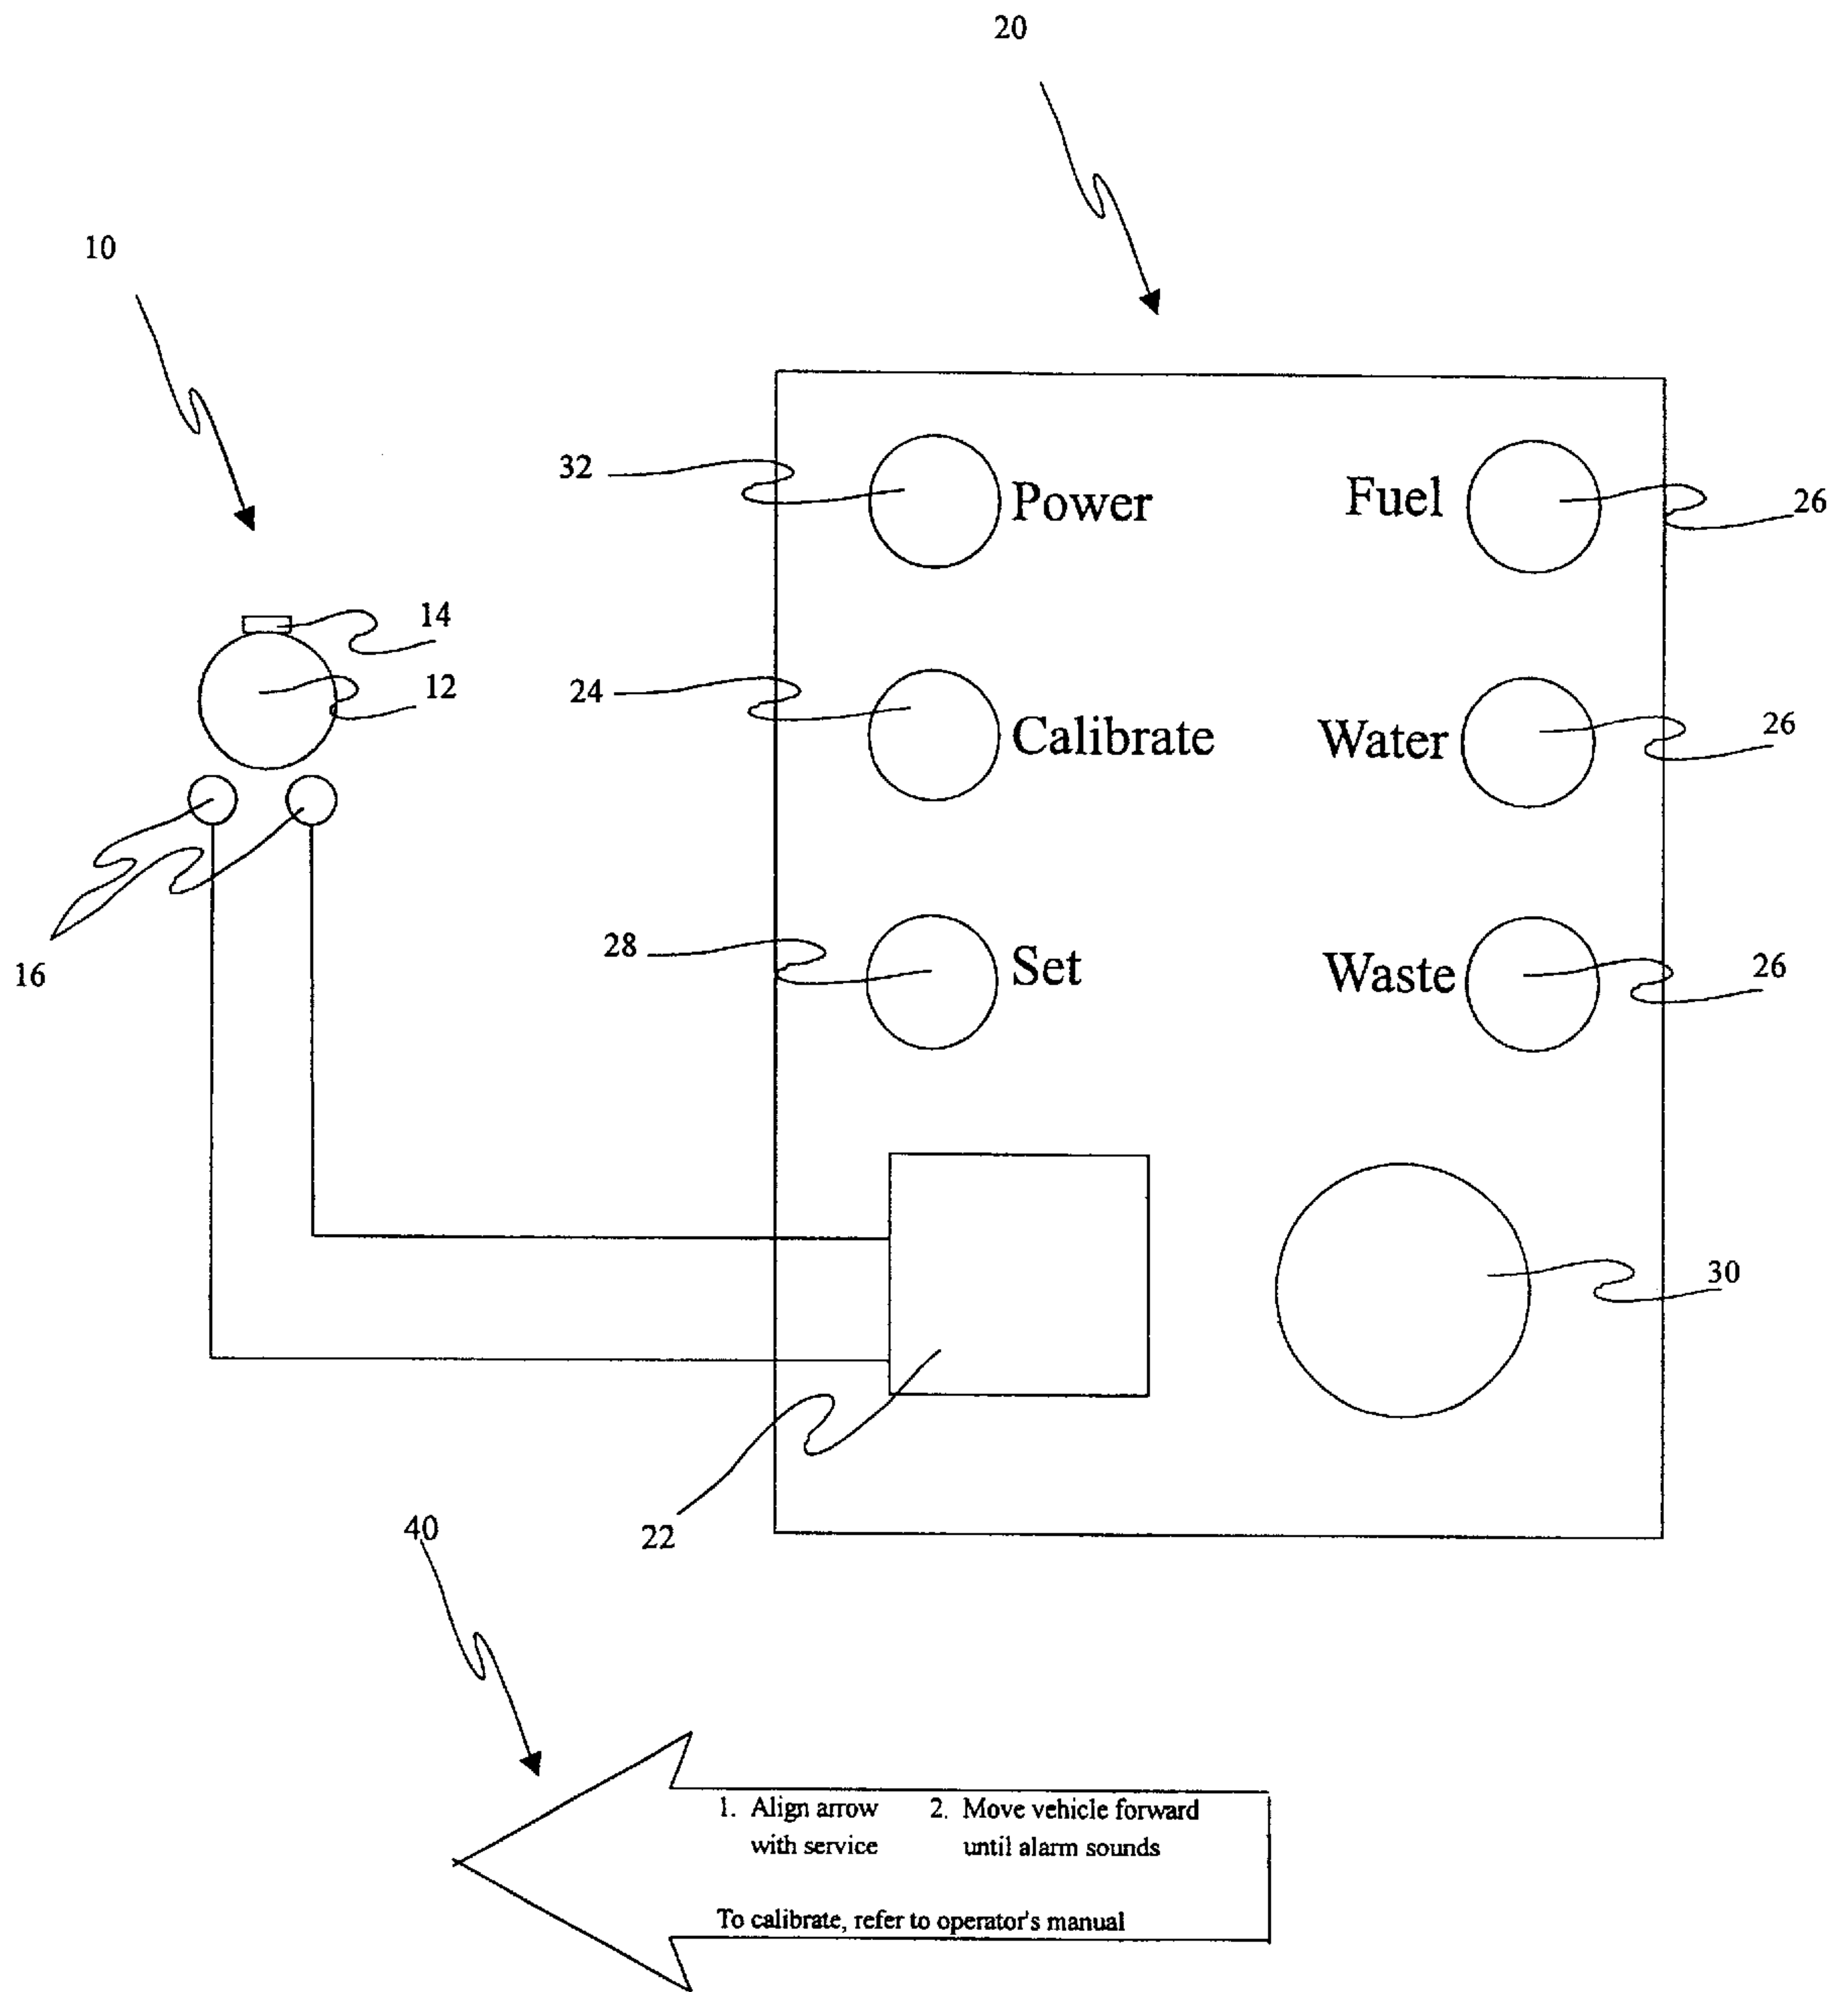 20
10
32
Power
Fuel
26
14
12
24
Calibrate
Water
26
16
28
Set
Waste
26
30
22
40
1. Align arrow 2. Move vehicle forward
with service until alarm sounds
To calibrate, refer to operator's manual